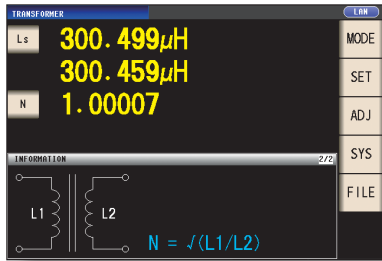 TRANSFORMER LAN
Ls 300.499μH MODE
300.459μH SET
N 1.00007 ADJ
SYS
INFORMATION 2/2
FILE
L1 L2
N = √(L1/L2)